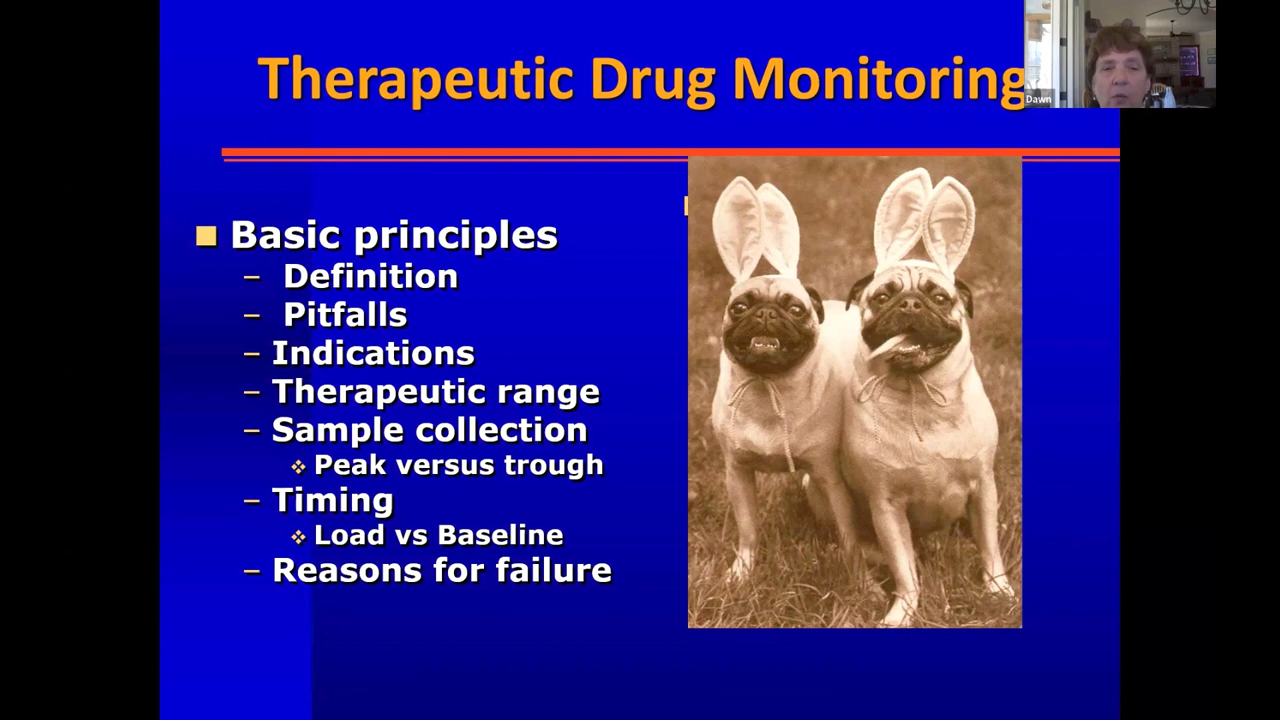 Therapeutic Drug Monitoring
Dawn
Basic principles
– Definition
– Pitfalls
– Indications
– Therapeutic range
– Sample collection
❖ Peak versus trough
– Timing
❖ Load vs Baseline
– Reasons for failure